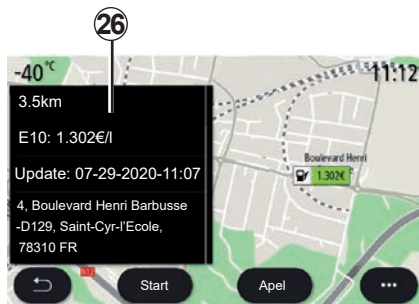 26
-40°C
11:12
3.5km
E10: 1.302€/l
Update: 07-29-2020-11:07
4, Boulevard Henri Barbusse
-D129, Saint-Cyr-l’Ecole,
78310 FR
Boulevard Henri
1.302€
Start
Apel